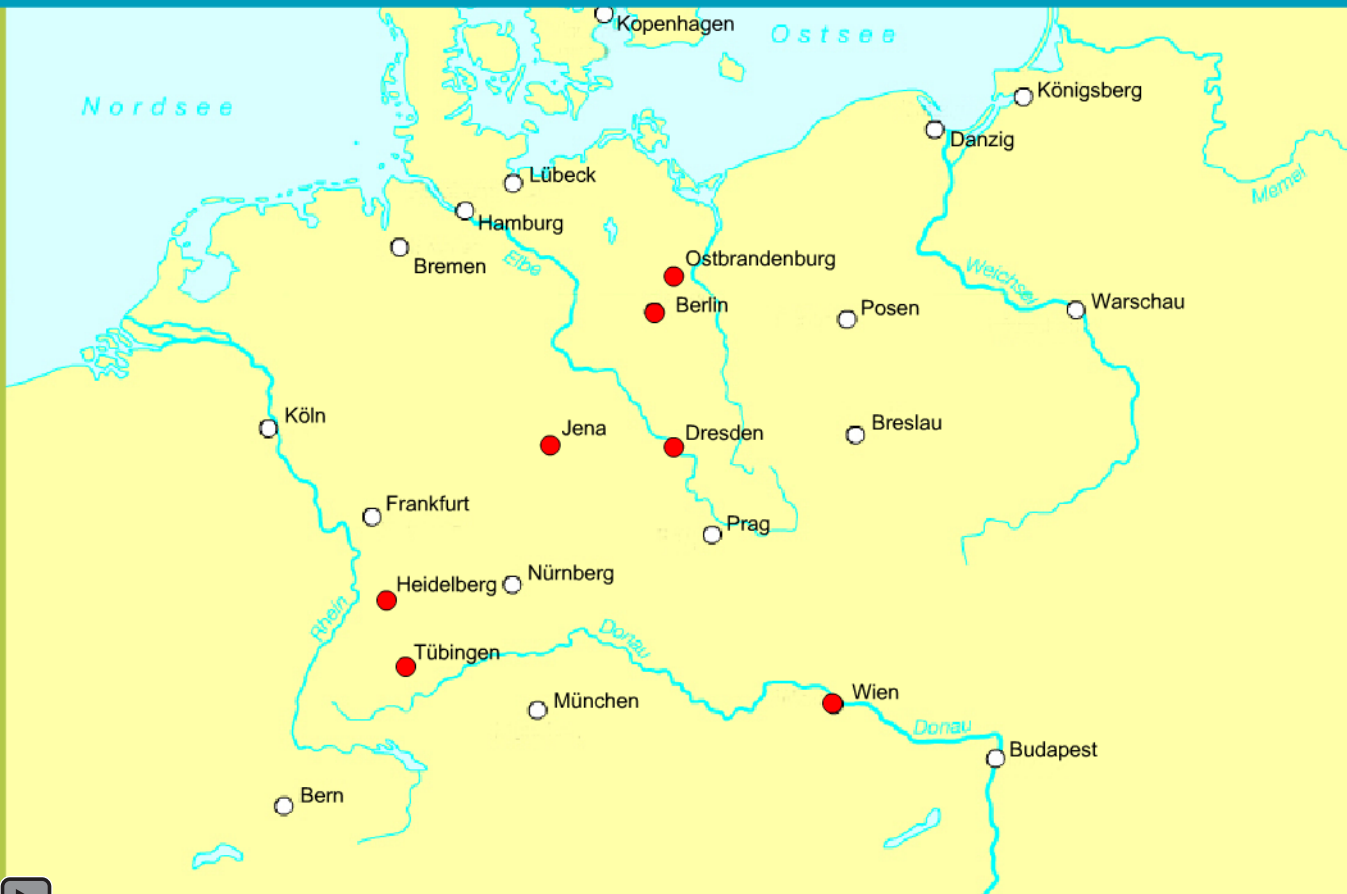 Kopenhagen
Ostsee
Nordsee
Königsberg
Danzig
Lübeck
Memel
Hamburg
Bremen
Elbe
Ostbrandenburg
Weichsel
Berlin
Posen
Warschau
Köln
Jena
Dresden
Breslau
Frankfurt
Prag
Heidelberg
Nürnberg
Rhein
Donau
Tübingen
München
Wien
Donau
Budapest
Bern